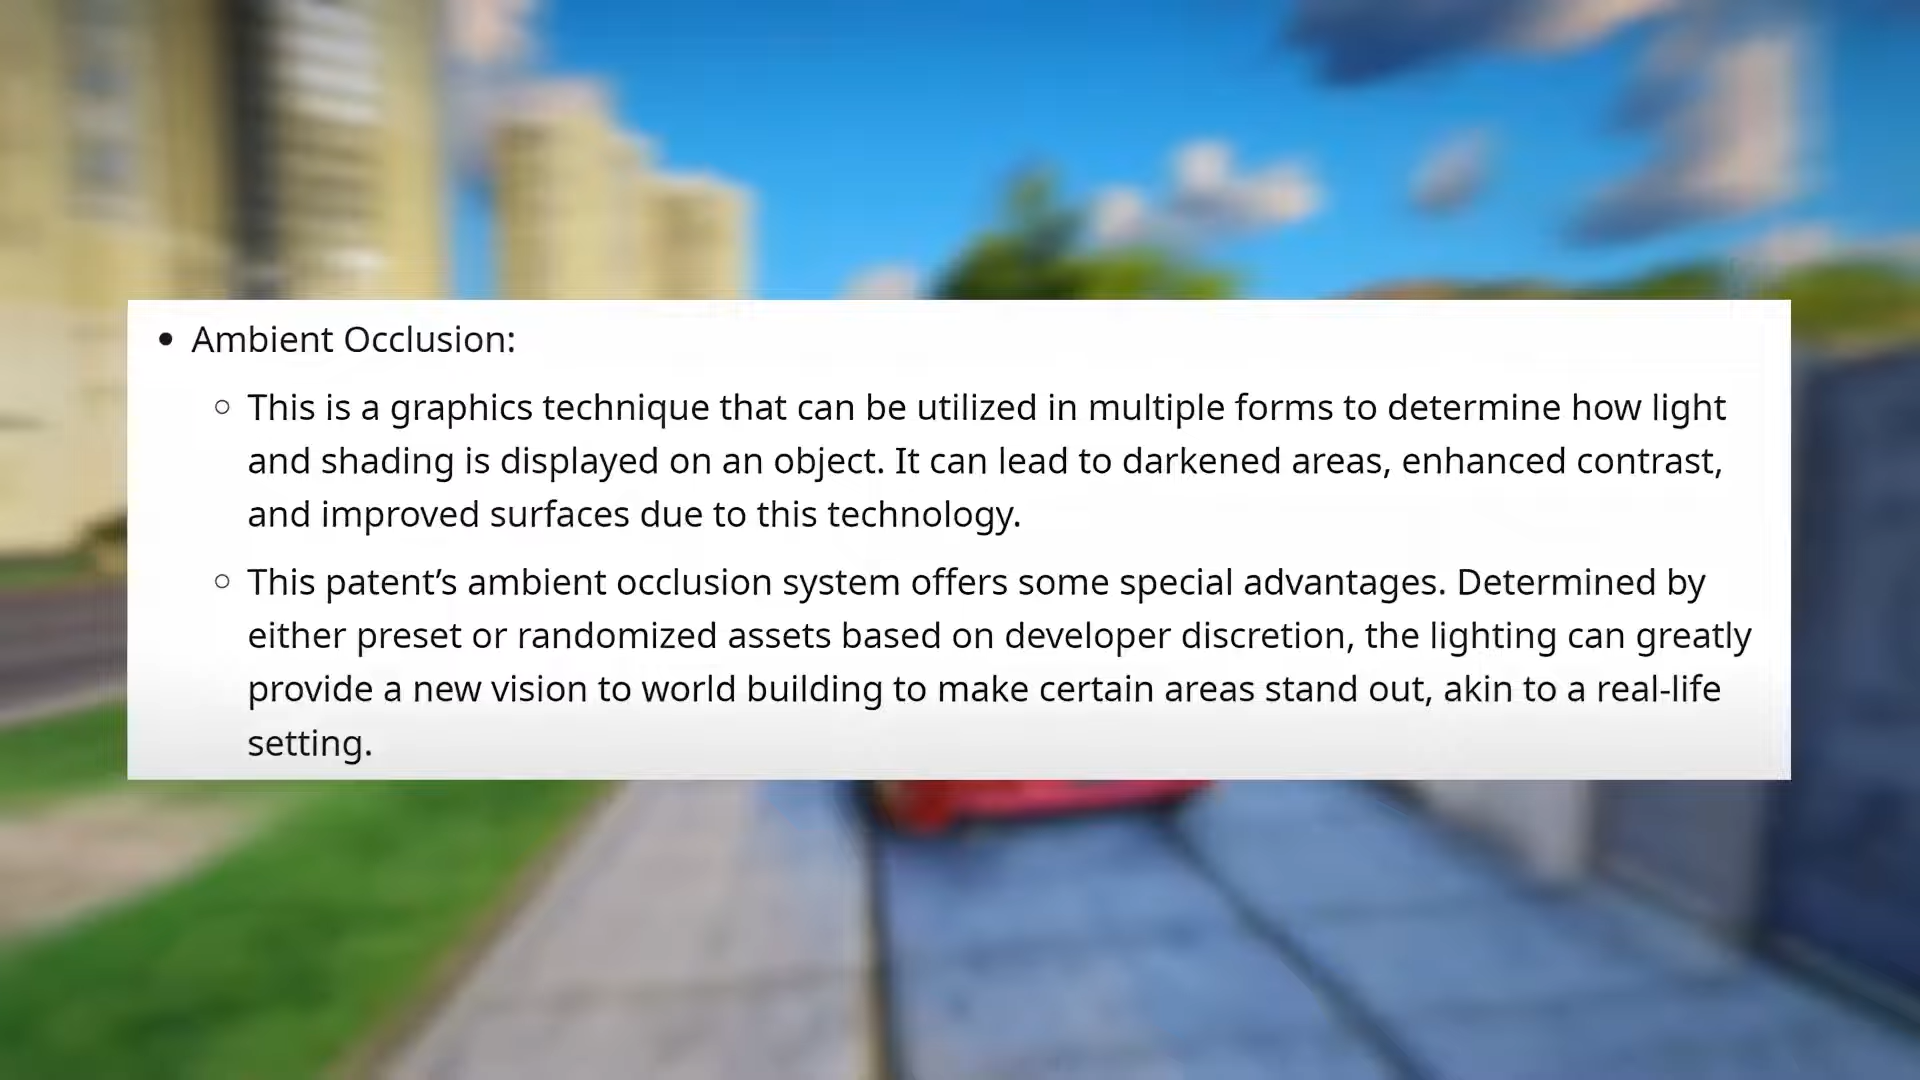 • Ambient Occlusion:
○ This is a graphics technique that can be utilized in multiple forms to determine how light
and shading is displayed on an object. It can lead to darkened areas, enhanced contrast,
and improved surfaces due to this technology.
○ This patent’s ambient occlusion system offers some special advantages. Determined by
either preset or randomized assets based on developer discretion, the lighting can greatly
provide a new vision to world building to make certain areas stand out, akin to a real-life
setting.